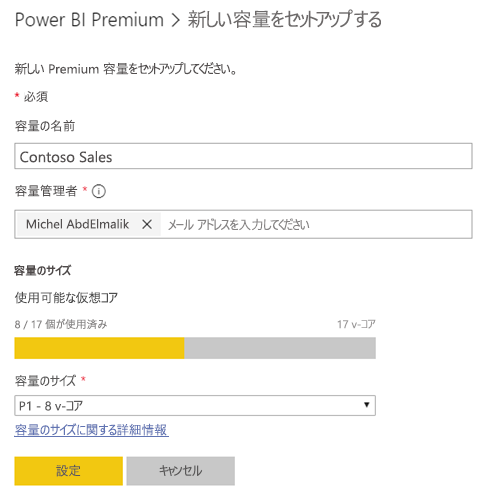 Power BI Premium > 新しい容量をセットアップする
新しい Premium 容量をセットアップしてください。
* 必須
容量の名前
Contoso Sales
容量管理者 *
Michel AbdElmalik × メール アドレスを入力してください
容量のサイズ
使用可能な仮想コア
8 / 17 個が使用済み 17 v-コア
容量のサイズ *
P1 - 8 v-コア
容量のサイズに関する詳細情報
設定 キャンセル